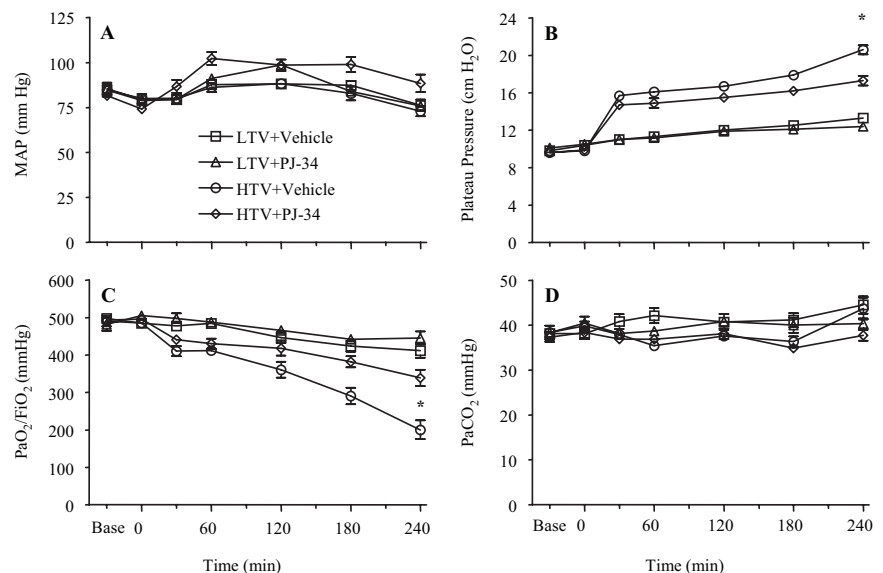 A
MAP (mm Hg)
125
100
75
50
25
0
LTV+Vehicle
LTV+PJ-34
HTV+Vehicle
HTV+PJ-34
B
*
Plateau Pressure (cm H₂O)
24
20
16
12
8
4
0
C
PaO₂/FiO₂ (mmHg)
600
500
400
300
200
100
0
*
Base 0 60 120 180 240
Time (min)
D
PaCO₂ (mmHg)
50
40
30
20
10
0
Base 0 60 120 180 240
Time (min)